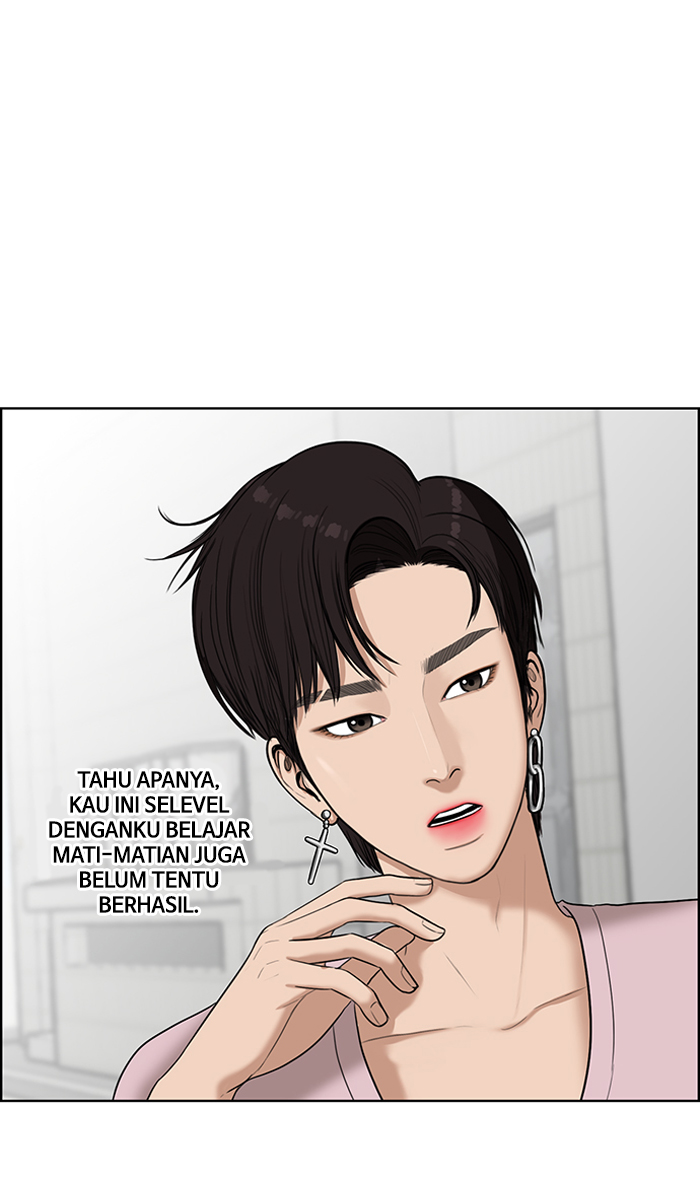 TAHU APANYA,
KAU INI SELEVEL
DENGANKU BELAJAR
MATI-MATIAN JUGA
BELUM TENTU
BERHASIL.